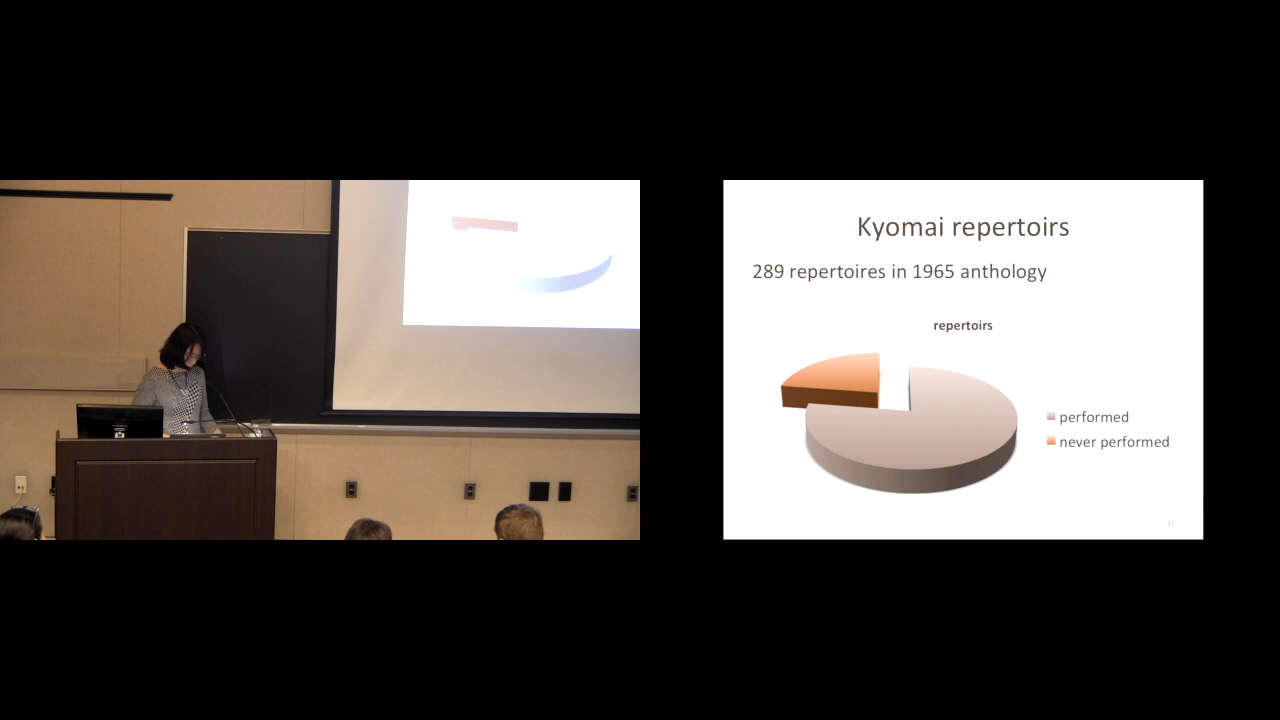 Kyomai repertoirs
289 repertoires in 1965 anthology
repertoirs
performed
never performed